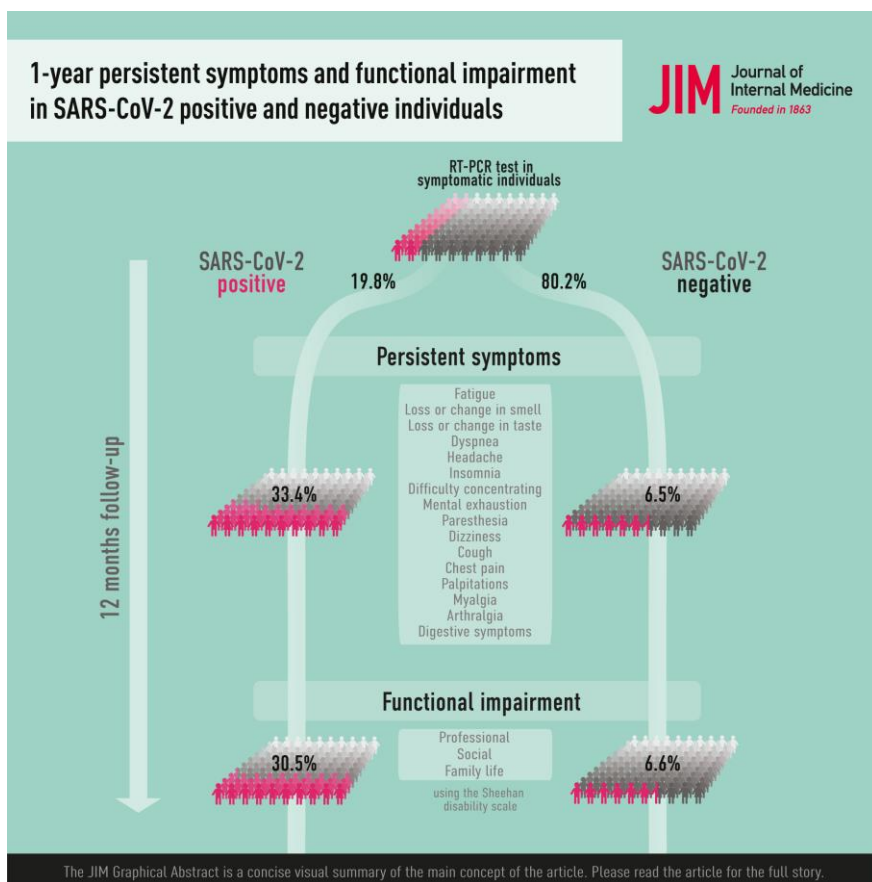 1-year persistent symptoms and functional impairment
in SARS-CoV-2 positive and negative individuals
JIM
Journal of
Internal Medicine
Founded in 1863
RT-PCR test in
symptomatic individuals
SARS-CoV-2
positive
19.8%
80.2%
SARS-CoV-2
negative
12 months follow-up
Persistent symptoms
Fatigue
Loss or change in smell
Loss or change in taste
Dyspnea
Headache
Insomnia
Difficulty concentrating
Mental exhaustion
Paresthesia
Dizziness
Cough
Chest pain
Palpitations
Myalgia
Arthralgia
Digestive symptoms
33.4%
6.5%
Functional impairment
Professional
Social
Family life
using the Sheehan
disability scale
30.5%
6.6%
The JIM Graphical Abstract is a concise visual summary of the main concept of the article. Please read the article for the full story.